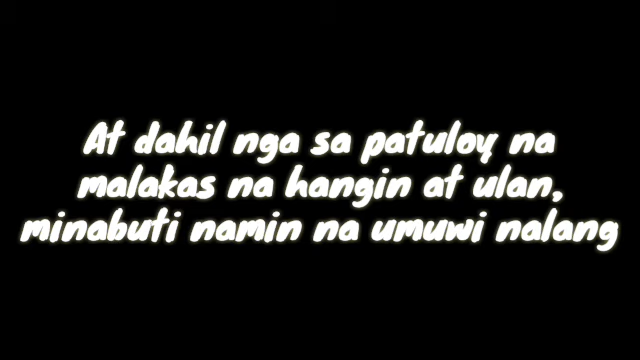 At dahil nga sa patuloy na
malakas na hangin at ulan,
minabuti namin na umuwi nalang